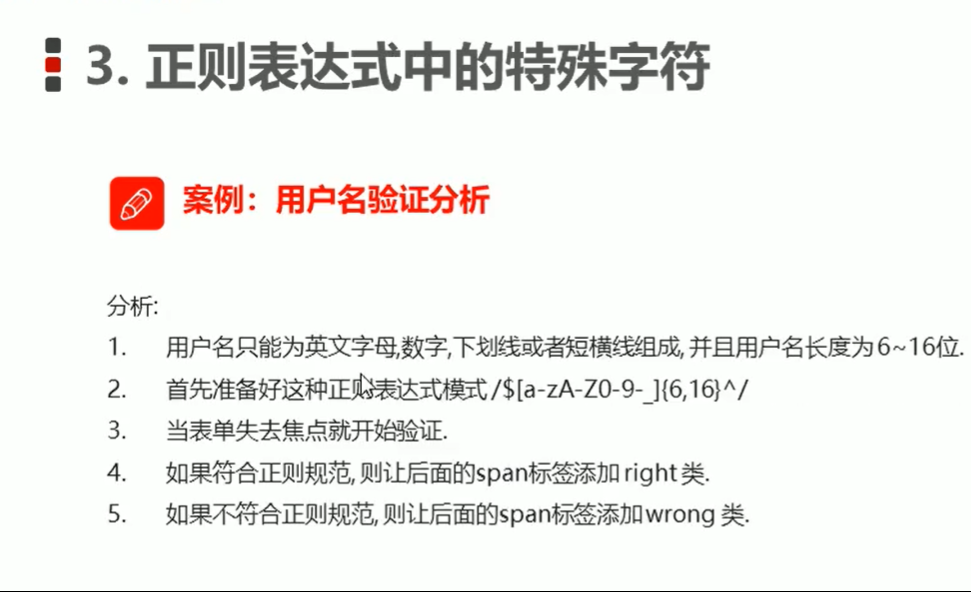 3. 正则表达式中的特殊字符
案例：用户名验证分析
分析:
1. 用户名只能为英文字母,数字,下划线或者短横线组成, 并且用户名长度为6~16位.
2. 首先准备好这种正则表达式模式/$[a-zA-Z0-9-_]{6,16}^/
3. 当表单失去焦点就开始验证.
4. 如果符合正则规范, 则让后面的span标签添加 right 类.
5. 如果不符合正则规范, 则让后面的span标签添加wrong 类.